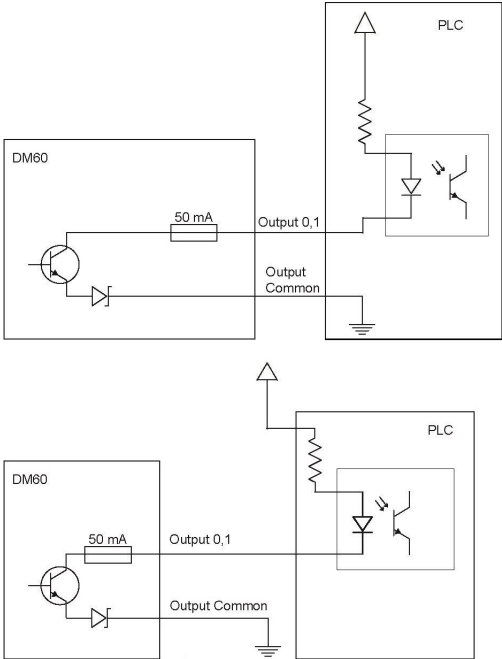 PLC
DM60
50 mA
Output 0,1
Output
Common
PLC
DM60
50 mA
Output 0,1
Output Common